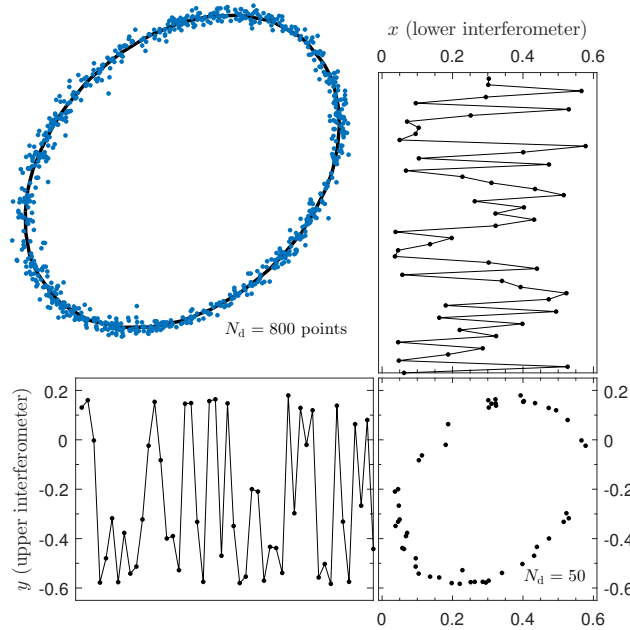 x (lower interferometer)
0 0.2 0.4 0.6
N_d = 800 points
0.2 0.2
0 0
-0.2 -0.2
-0.4 -0.4
-0.6 -0.6
y (upper interferometer)
N_d = 50
0 0.2 0.4 0.6